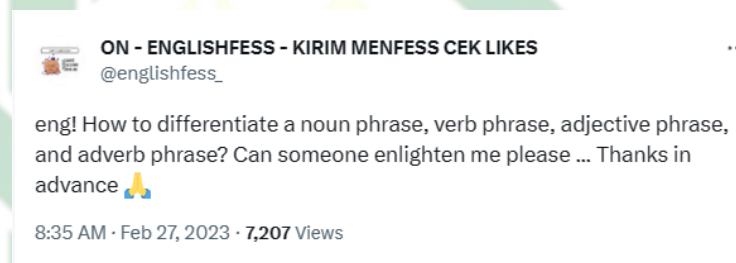 ON - ENGLISHFESS - KIRIM MENFESS CEK LIKES
@englishfess_
eng! How to differentiate a noun phrase, verb phrase, adjective phrase,
and adverb phrase? Can someone enlighten me please ... Thanks in
advance 🙏
8:35 AM · Feb 27, 2023 · 7,207 Views